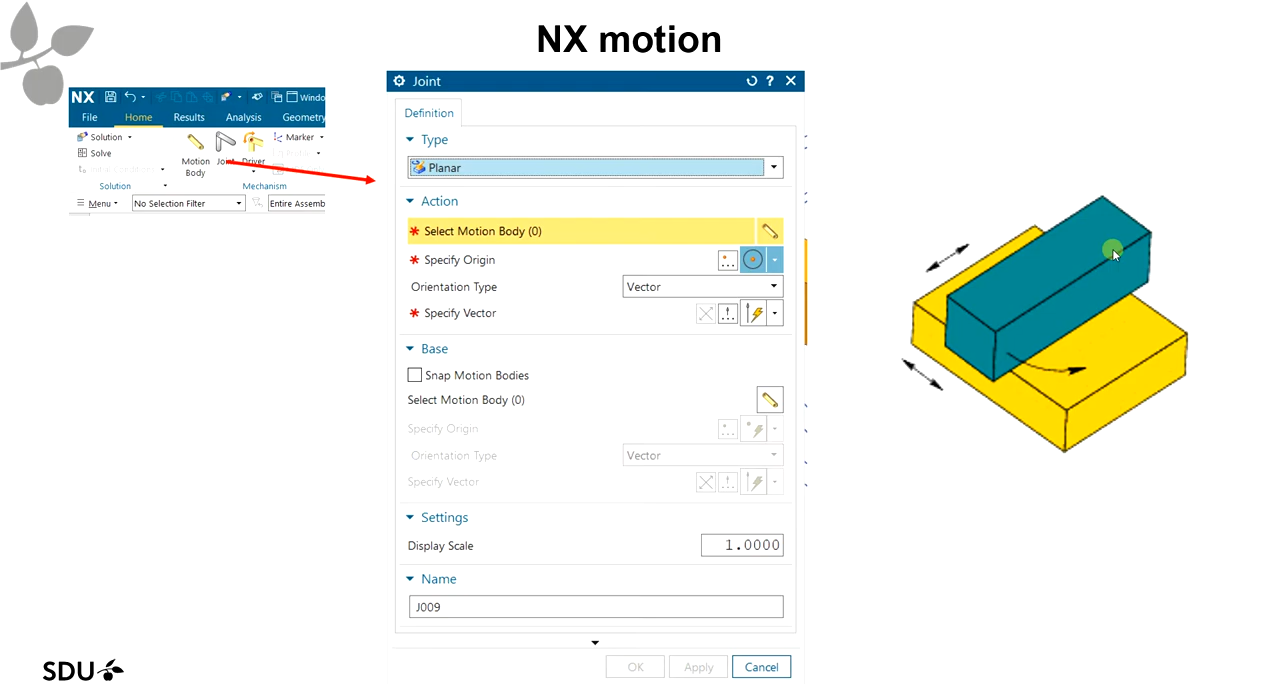 NX motion
NX Windo
File Home Results Analysis Geometry
Solution
Solve
Motion Body
Joint
Driver
Marker
Solution Mechanism
Menu No Selection Filter Entire Assemb
Joint
Definition
Type
Planar
Action
* Select Motion Body (0)
* Specify Origin
Orientation Type Vector
* Specify Vector
Base
Snap Motion Bodies
Select Motion Body (0)
Specify Origin
Orientation Type Vector
Specify Vector
Settings
Display Scale 1.0000
Name
J009
OK Apply Cancel
SDU